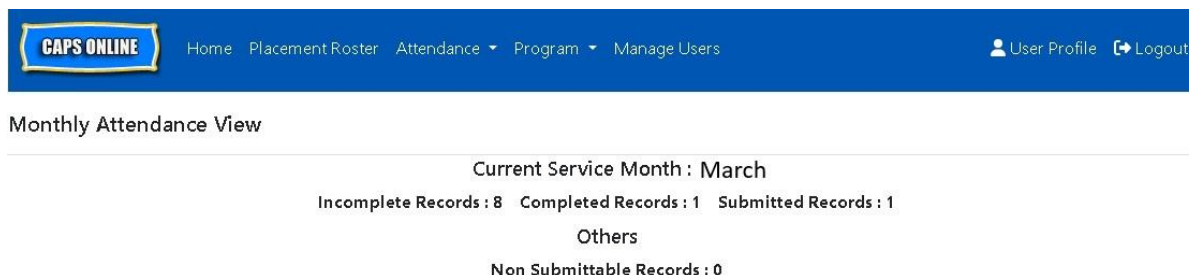 CAPS ONLINE Home Placement Roster Attendance Program Manage Users User Profile Logout
Monthly Attendance View
Current Service Month : March
Incomplete Records : 8 Completed Records : 1 Submitted Records : 1
Others
Non Submittable Records : 0